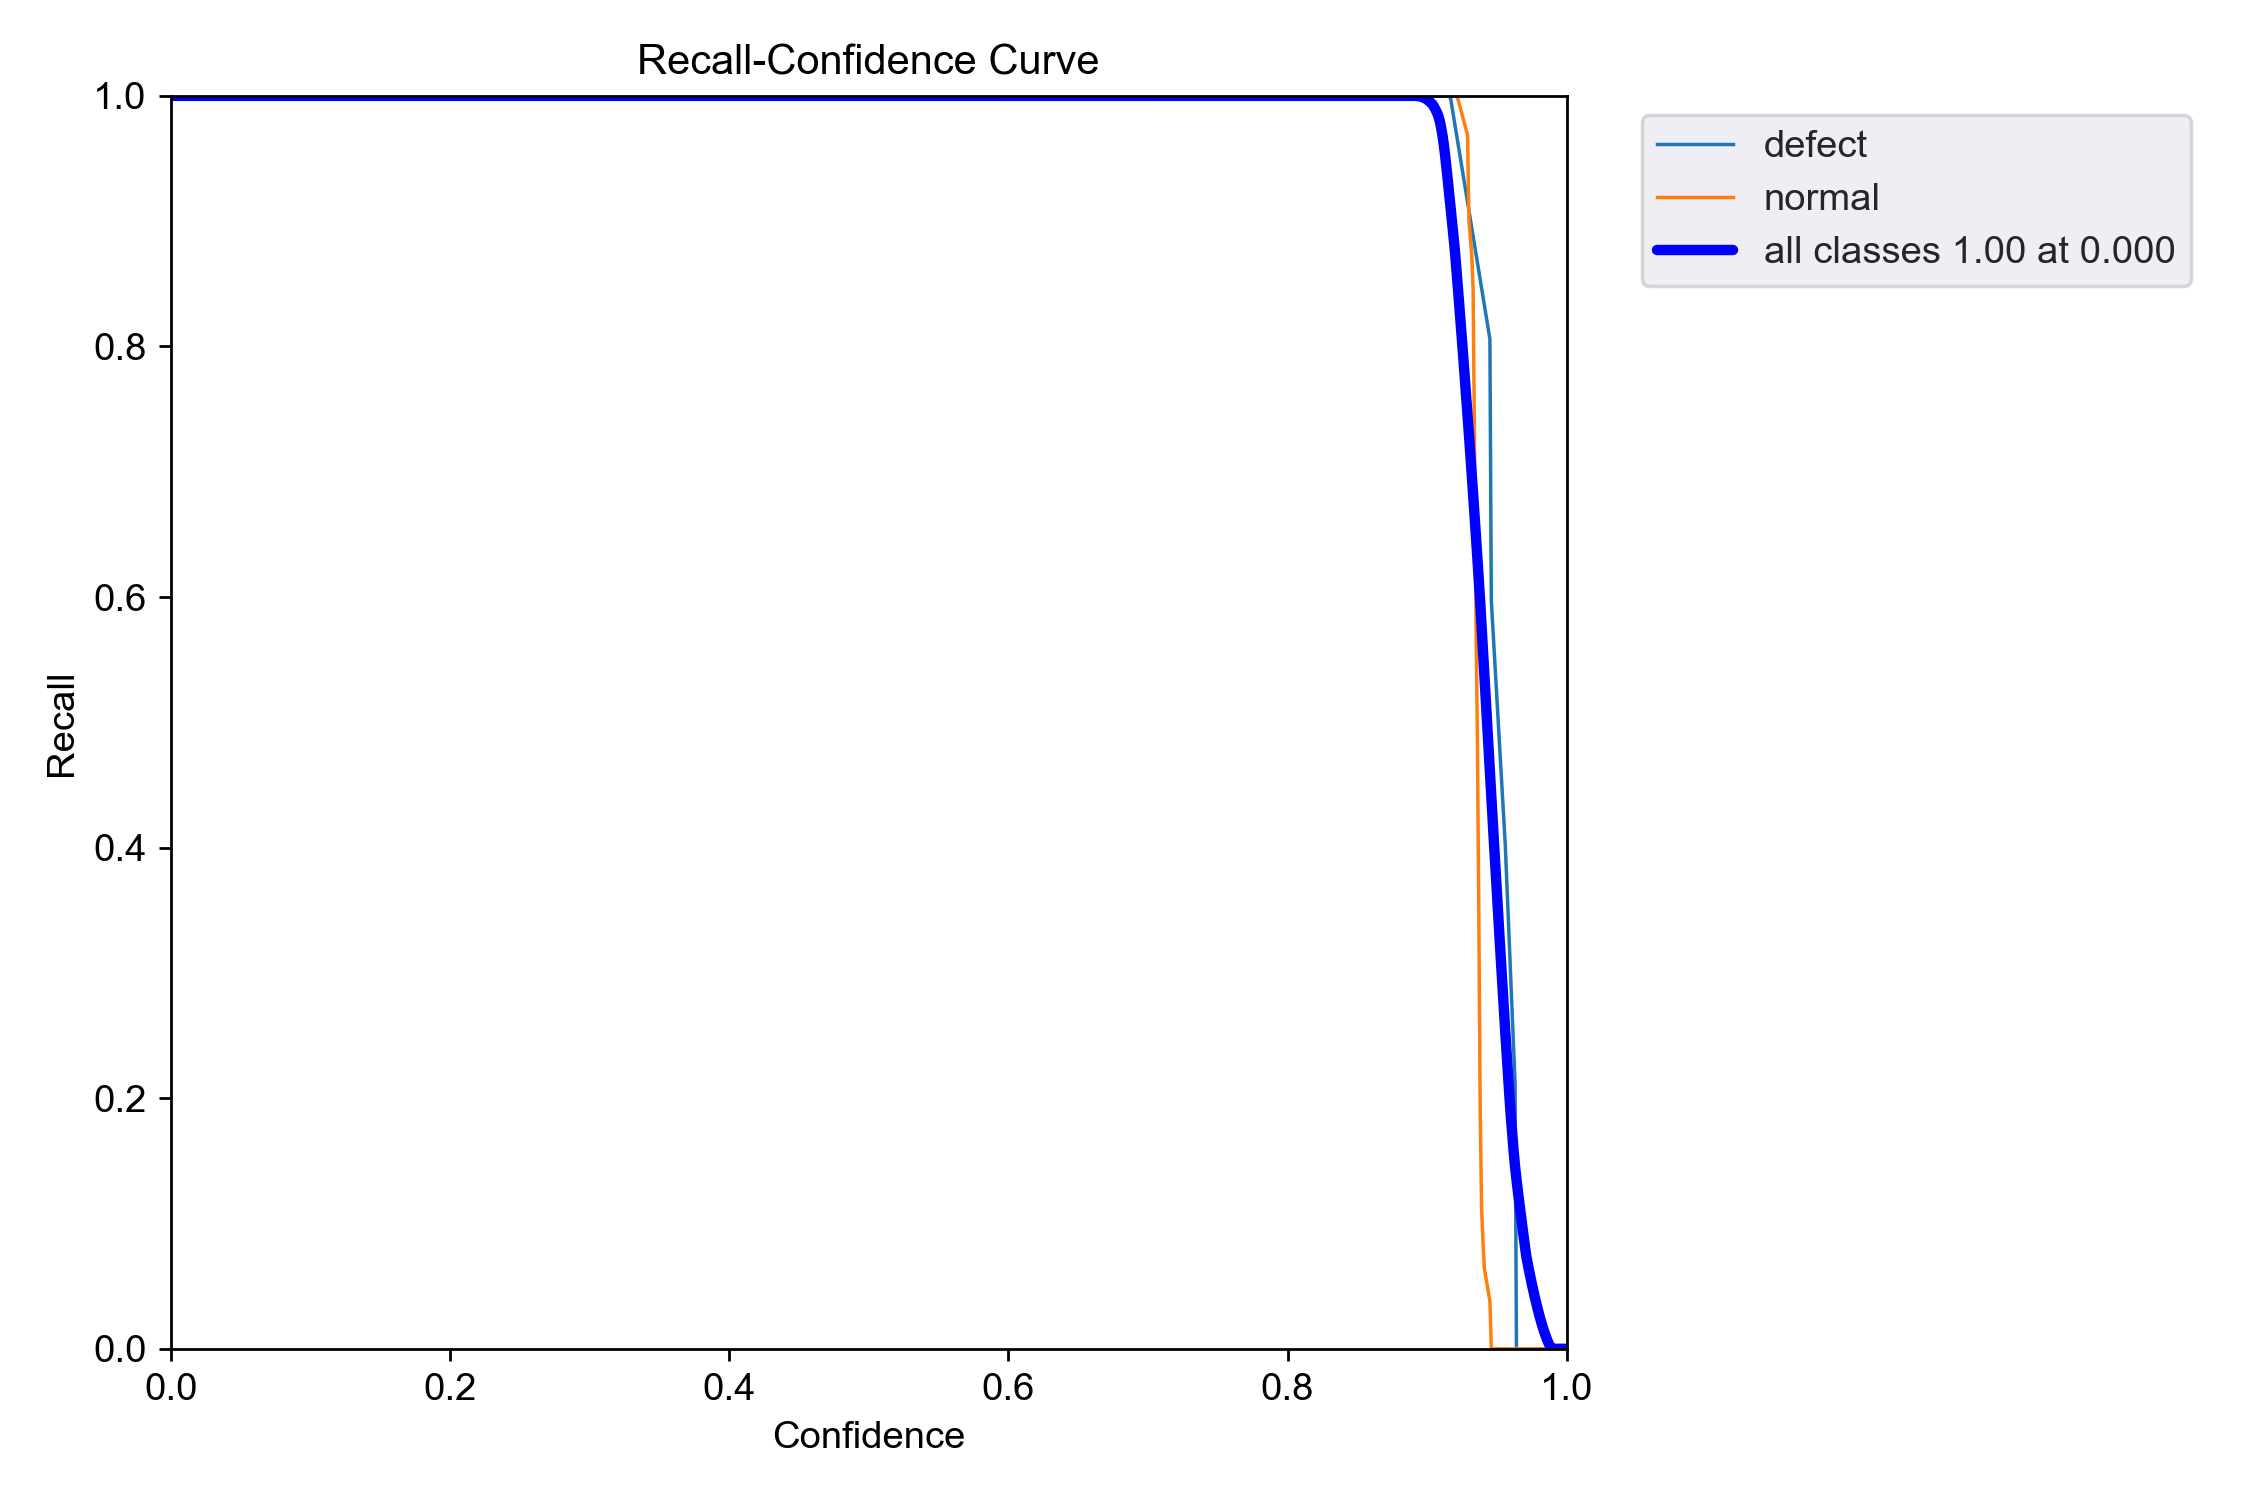 Recall-Confidence Curve
1.0
0.8
0.6
0.4
0.2
0.0
Recall
0.0 0.2 0.4 0.6 0.8 1.0
Confidence
defect
normal
all classes 1.00 at 0.000